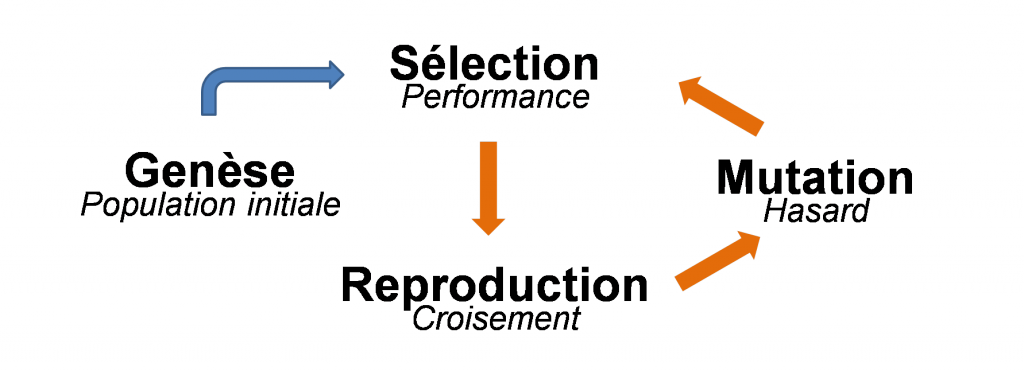 Sélection
Performance
Genèse
Population initiale
Mutation
Hasard
Reproduction
Croisement